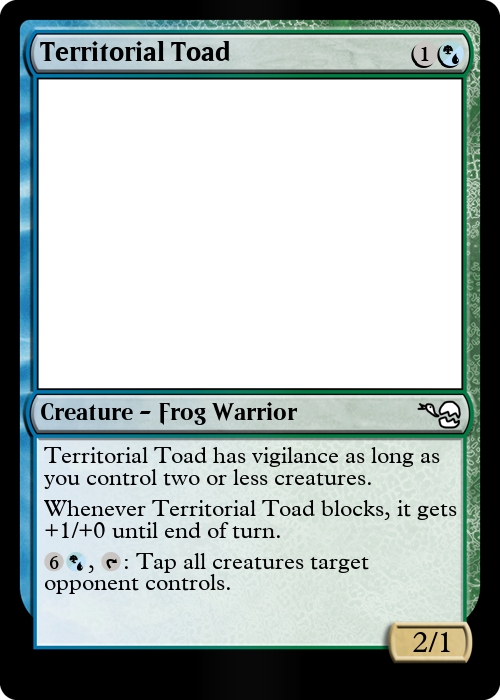 Territorial Toad 1
Creature – Frog Warrior
Territorial Toad has vigilance as long as
you control two or less creatures.
Whenever Territorial Toad blocks, it gets
+1/+0 until end of turn.
6 , : Tap all creatures target
opponent controls.
2/1